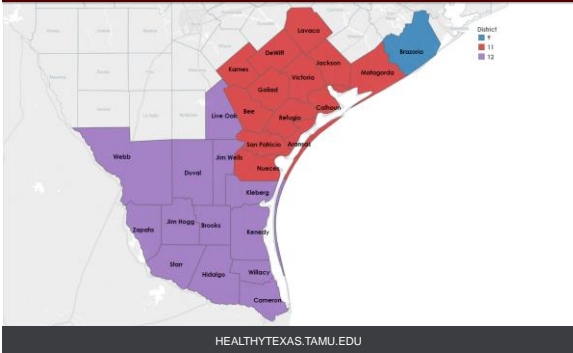 Lavaca
DeWitt
Jackson
Karnes
Victoria
Matagorda
Brazoria
Goliad
Calhoun
Live Oak
Bee
Refugio
San Patricio
Aransas
Nueces
Webb
Duval
Jim Wells
Kleberg
Zapata
Jim Hogg
Brooks
Kenedy
Starr
Hidalgo
Willacy
Cameron
District
9
11
12
HEALTHYTEXAS.TAMU.EDU